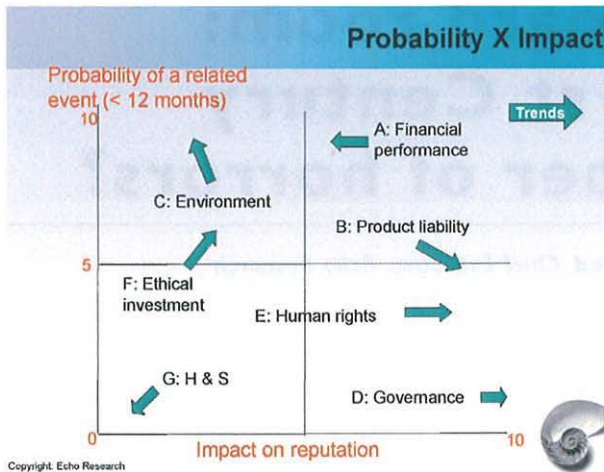 Probability X Impact
Probability of a related
event (< 12 months)
10
Trends
A: Financial
performance
C: Environment
B: Product liability
5
F: Ethical
investment
E: Human rights
G: H & S
D: Governance
0
Impact on reputation
10
Copyright: Echo Research